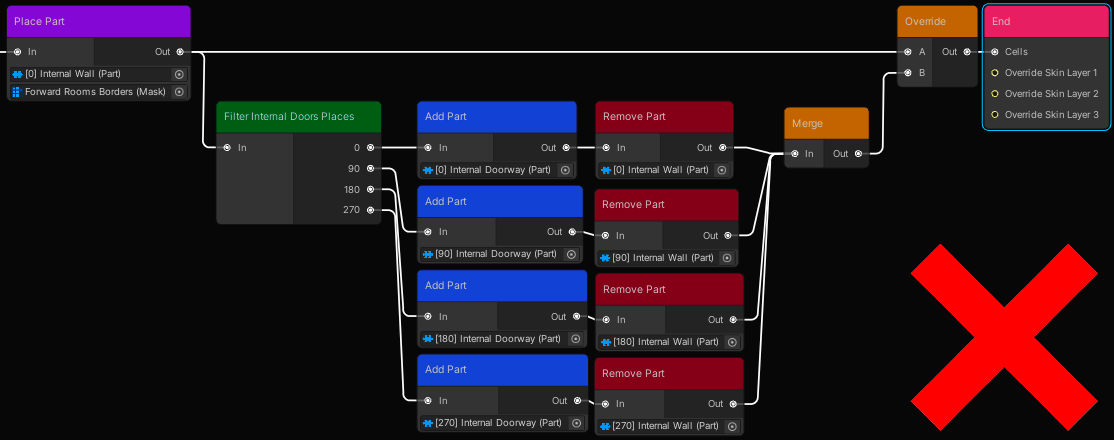 Place Part
In Out
[0] Internal Wall (Part)
Forward Rooms Borders (Mask)
Filter Internal Doors Places
In 0
90
180
270
Add Part
In Out
[0] Internal Doorway (Part)
Remove Part
In Out
[0] Internal Wall (Part)
Add Part
In Out
[90] Internal Doorway (Part)
Remove Part
In Out
[90] Internal Wall (Part)
Add Part
In Out
[180] Internal Doorway (Part)
Remove Part
In Out
[180] Internal Wall (Part)
Add Part
In Out
[270] Internal Doorway (Part)
Remove Part
In Out
[270] Internal Wall (Part)
Merge
In Out
Override
A Out
B
End
Cells
Override Skin Layer 1
Override Skin Layer 2
Override Skin Layer 3